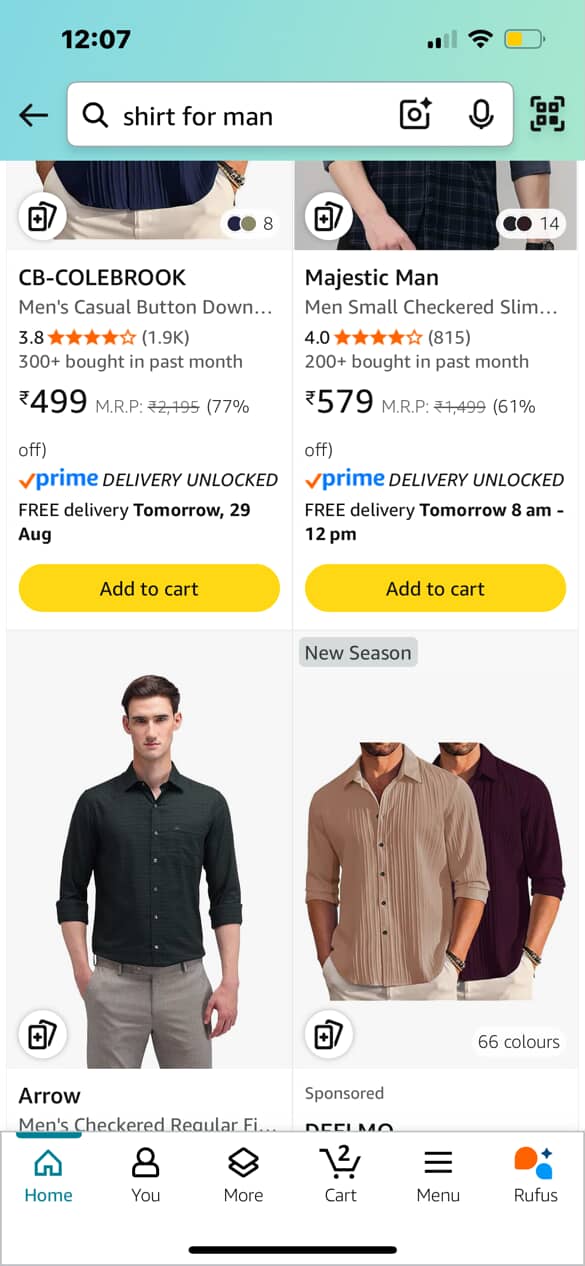 12:07
shirt for man
8
14
CB-COLEBROOK
Men's Casual Button Down...
3.8 (1.9K)
300+ bought in past month
₹499 M.R.P: ₹2,195 (77%
off)
prime DELIVERY UNLOCKED
FREE delivery Tomorrow, 29
Aug
Add to cart
Majestic Man
Men Small Checkered Slim...
4.0 (815)
200+ bought in past month
₹579 M.R.P: ₹1,499 (61%
off)
prime DELIVERY UNLOCKED
FREE delivery Tomorrow 8 am -
12 pm
Add to cart
New Season
66 colours
Arrow
Men's Checkered Regular Fi...
Sponsored
Home
You
More
2
Cart
Menu
Rufus